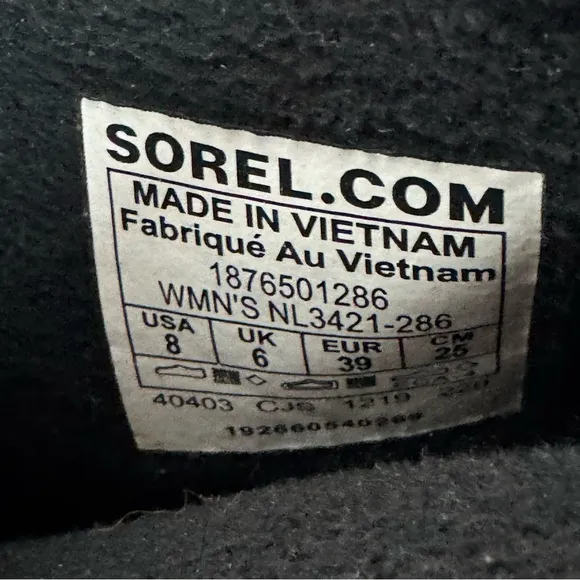 SOREL.COM
MADE IN VIETNAM
Fabriqué Au Vietnam
1876501286
WMN'S NL3421-286
USA UK EUR CM
8 6 39 25
40403 CJS 1219
192660540269